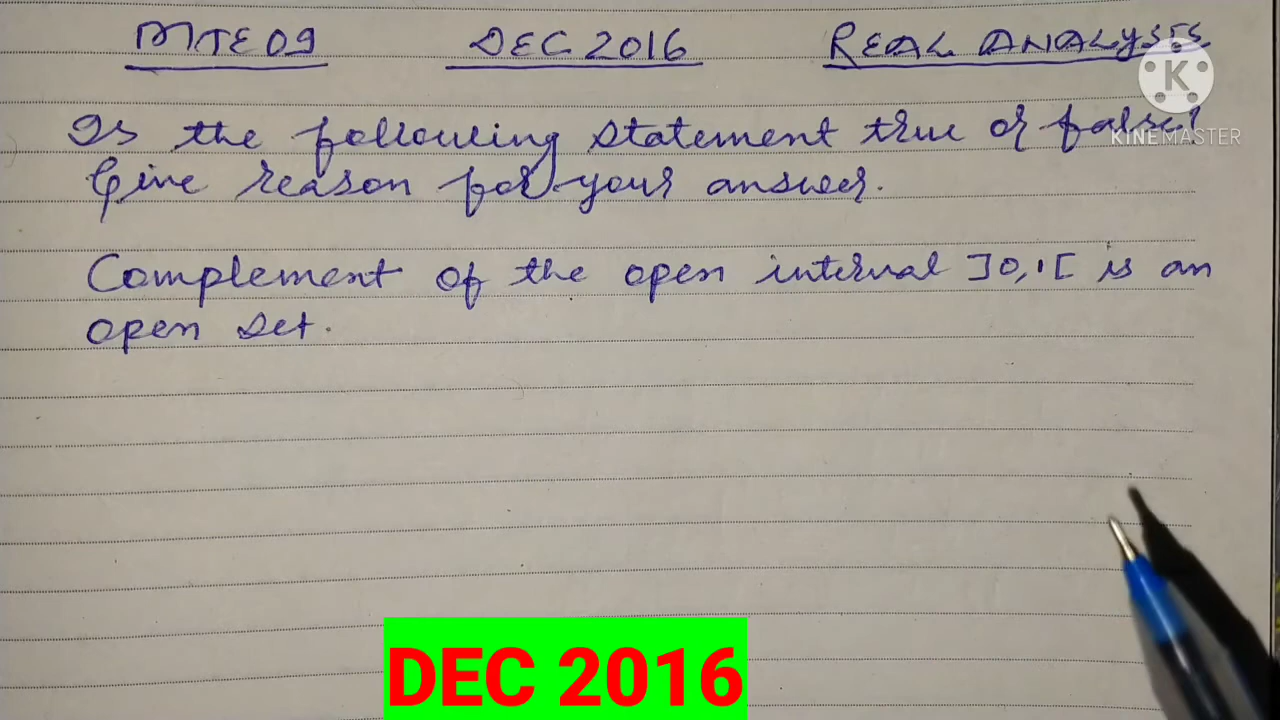 MTE09 DEC 2016 REAL ANALYSIS
K
KINEMASTER
Is the following statement true or false?
Give reason for your answer.
Complement of the open interval ]0,1[ is an
open set.
DEC 2016